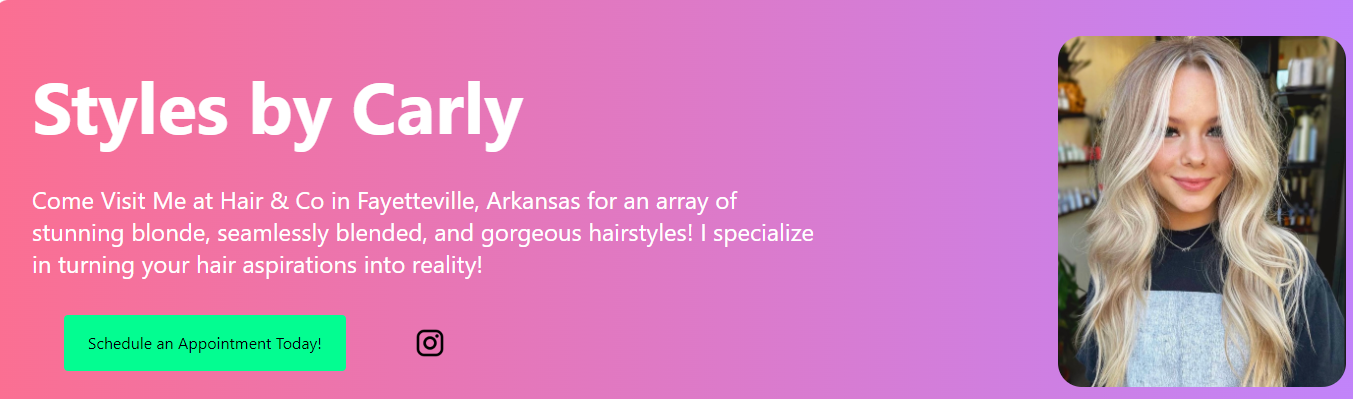 Styles by Carly
Come Visit Me at Hair & Co in Fayetteville, Arkansas for an array of
stunning blonde, seamlessly blended, and gorgeous hairstyles! I specialize
in turning your hair aspirations into reality!
Schedule an Appointment Today!